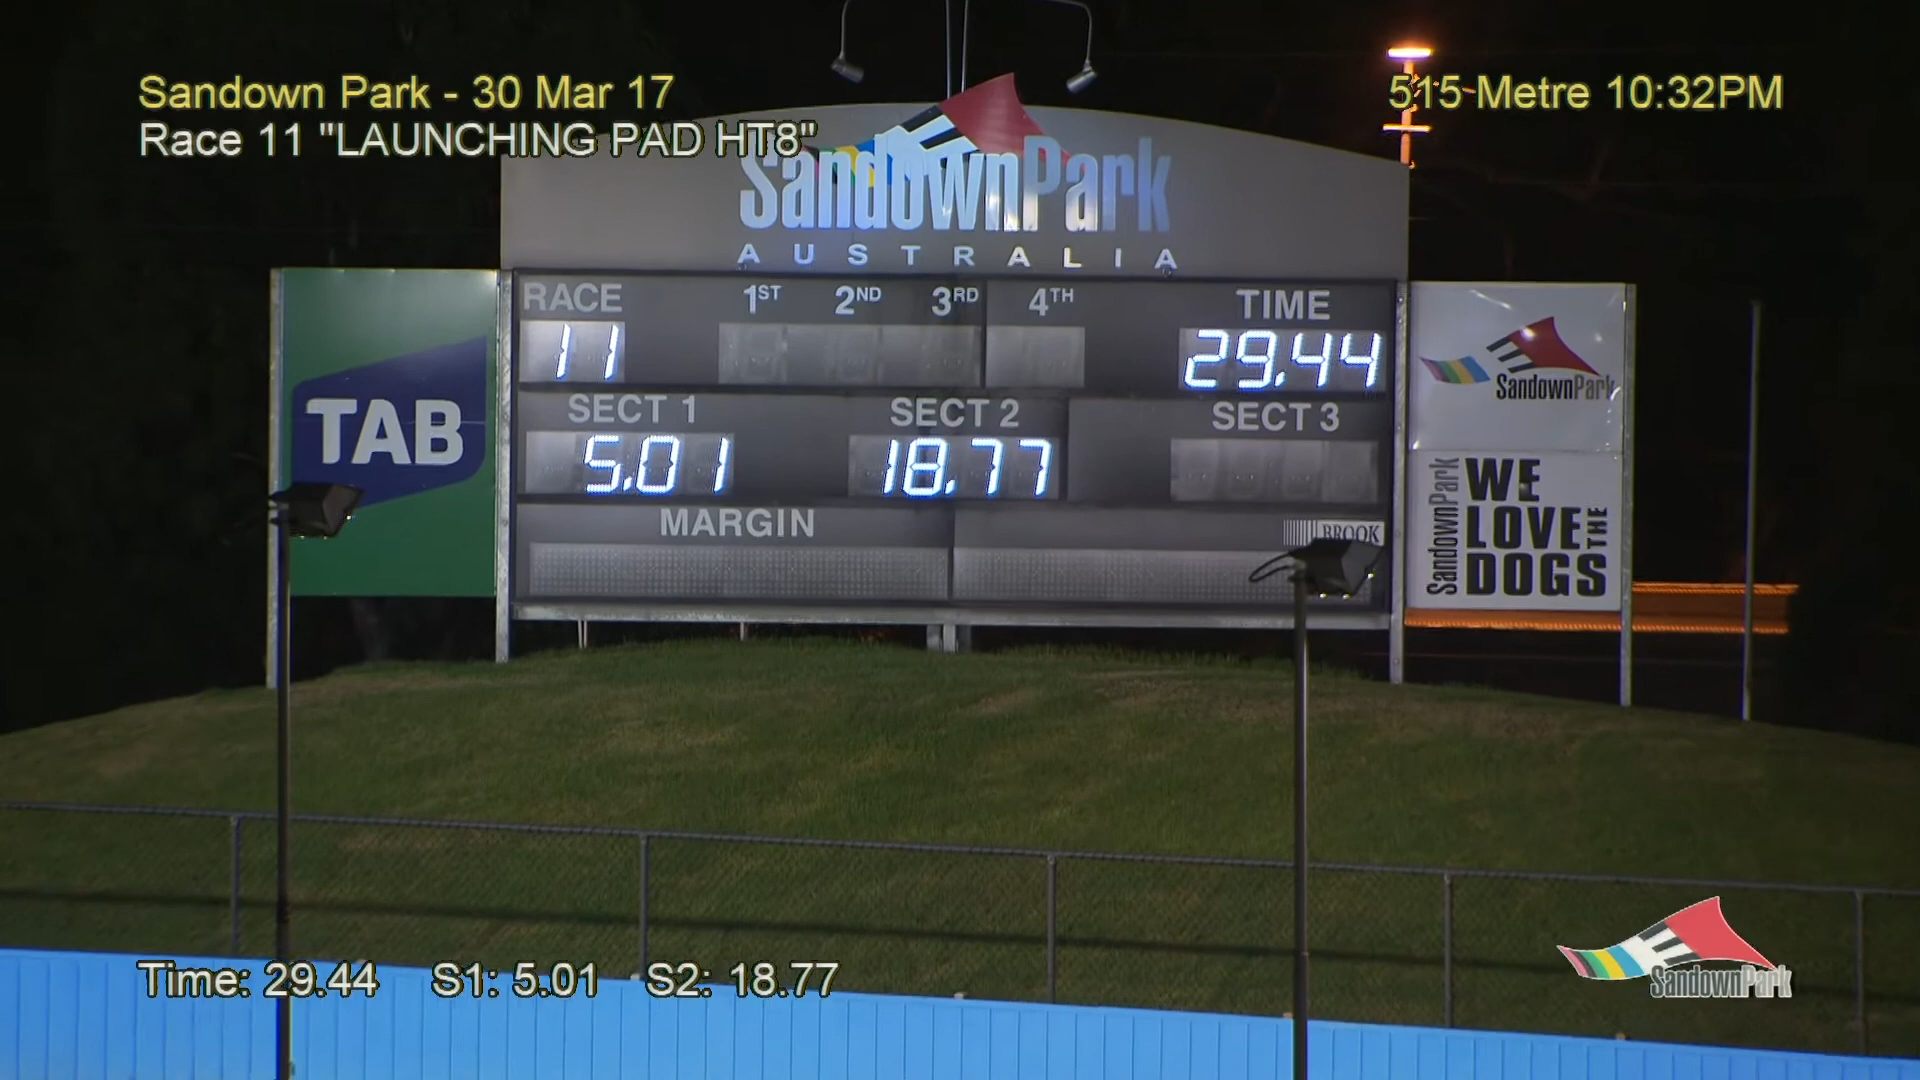 Sandown Park - 30 Mar 17
515 Metre 10:32PM
Race 11 "LAUNCHING PAD HT8"
SandownPark
AUSTRALIA
RACE 1ST 2ND 3RD 4TH TIME
11 29.44
SECT 1 SECT 2 SECT 3
5.01 18.77
MARGIN
BROOK
TAB
SandownPark
SandownPark
WE
LOVE THE
DOGS
Time: 29.44 S1: 5.01 S2: 18.77
SandownPark